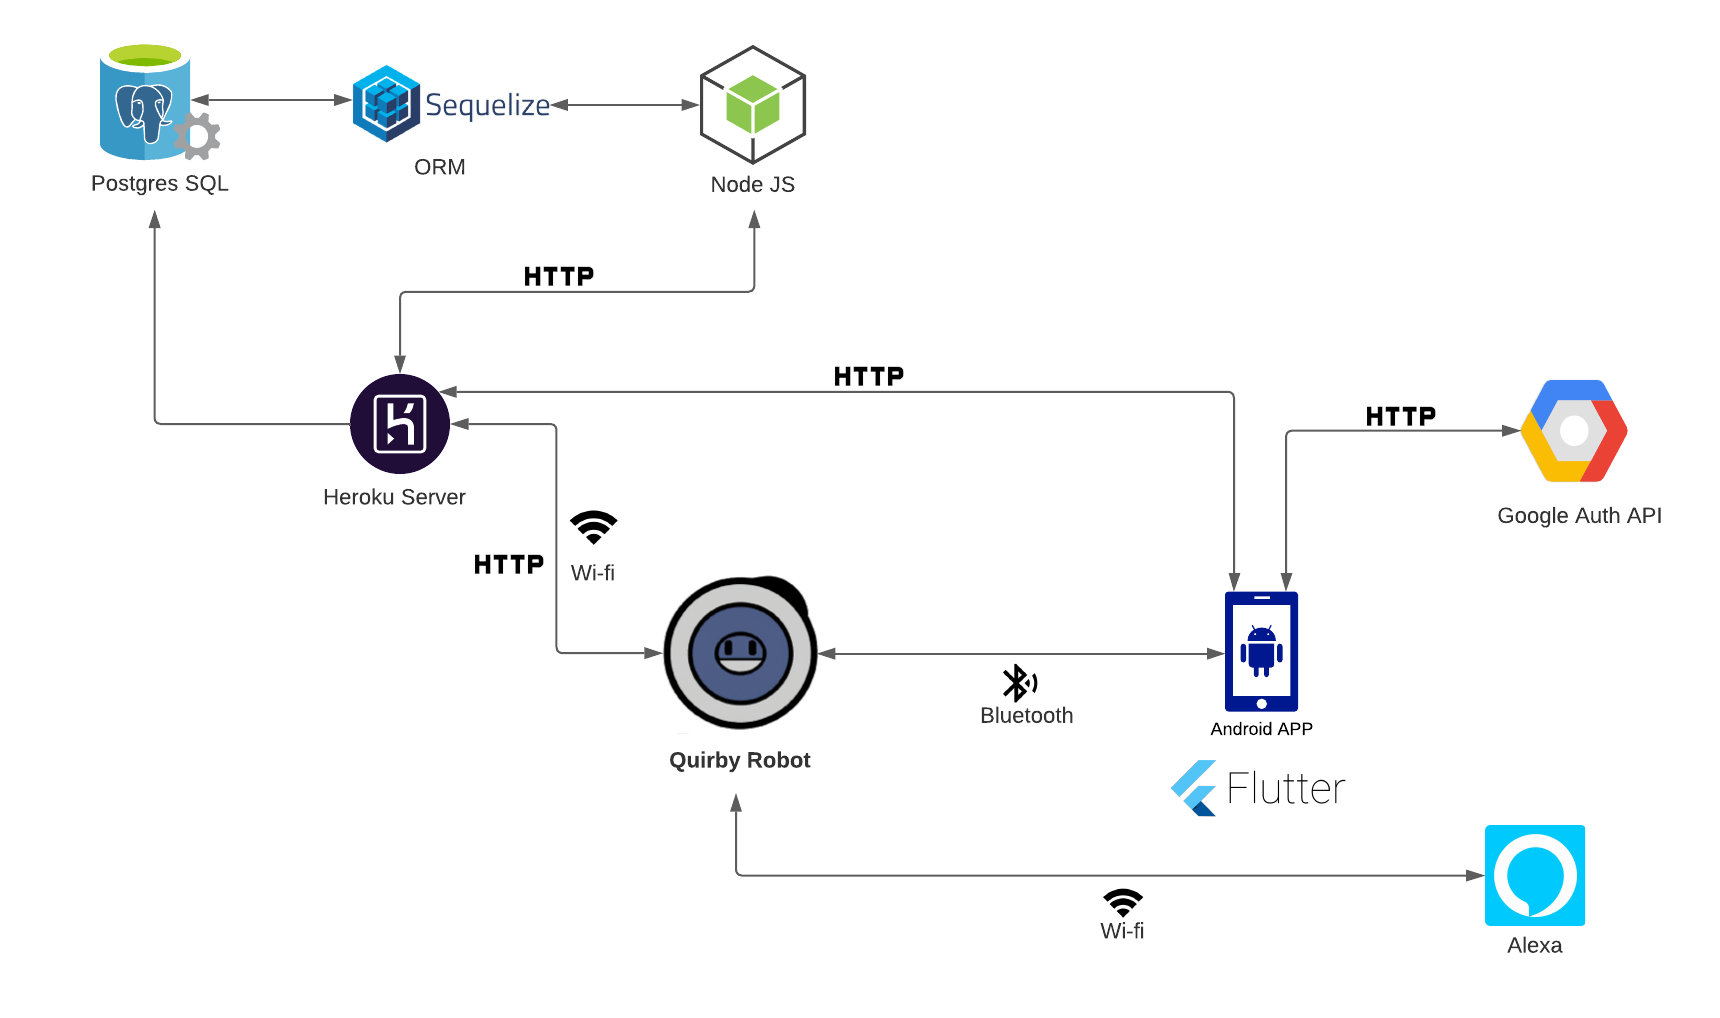 Sequelize
ORM
Postgres SQL
Node JS
HTTP
HTTP
HTTP
Heroku Server
Google Auth API
HTTP
Wi-fi
Bluetooth
Android APP
Quirby Robot
Flutter
Wi-fi
Alexa